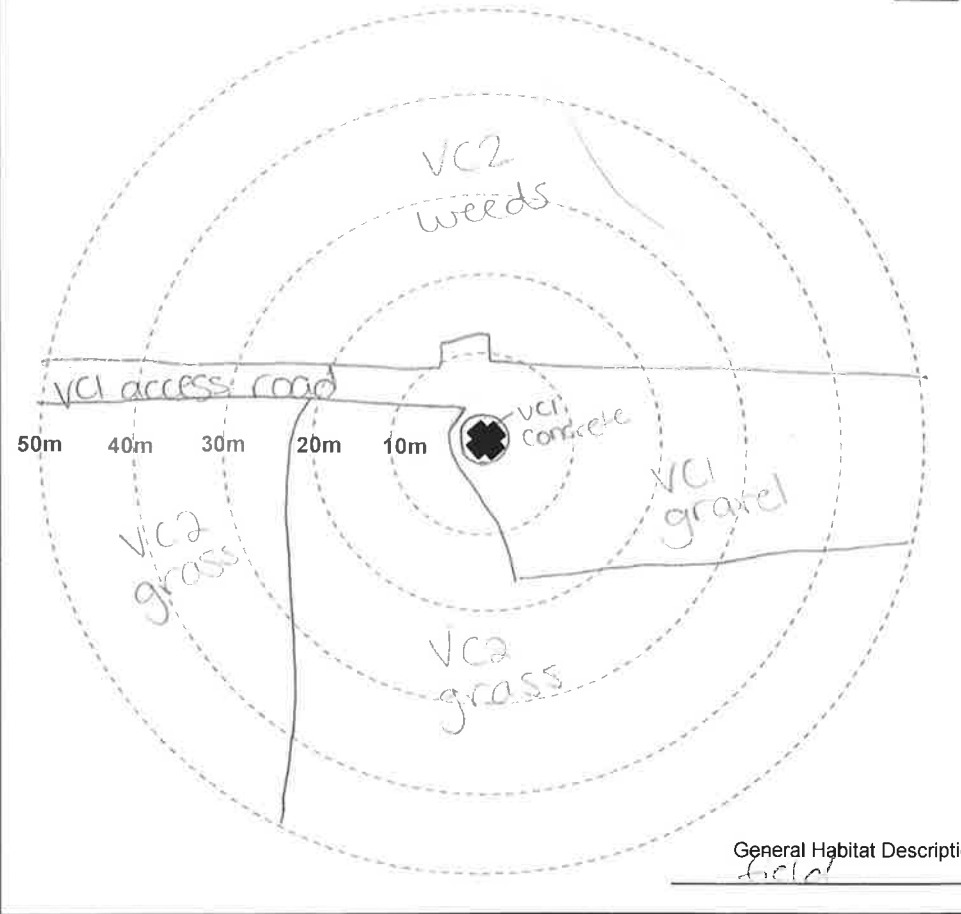 VC2
weeds
VC1 access road
VC1
concrete
50m 40m 30m 20m 10m
VC1
gravel
VC2
grass
VC2
grass
General Habitat Descripti
field